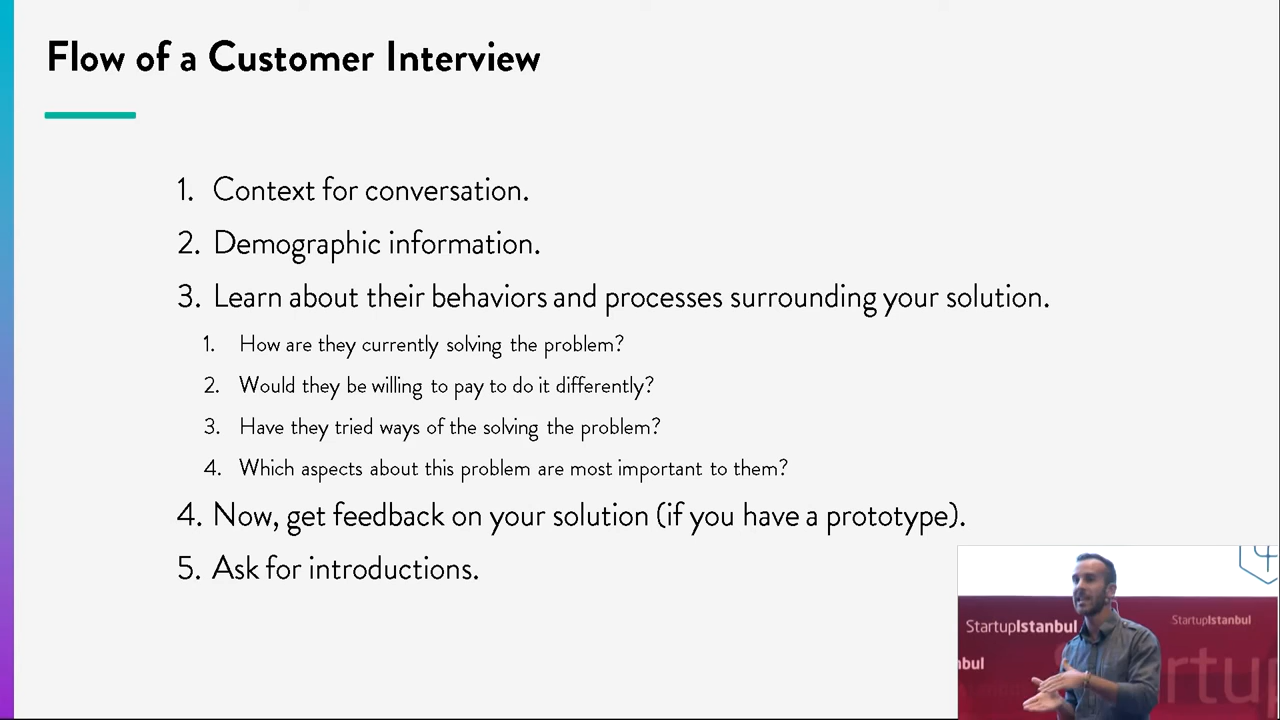 Flow of a Customer Interview
1. Context for conversation.
2. Demographic information.
3. Learn about their behaviors and processes surrounding your solution.
1. How are they currently solving the problem?
2. Would they be willing to pay to do it differently?
3. Have they tried ways of the solving the problem?
4. Which aspects about this problem are most important to them?
4. Now, get feedback on your solution (if you have a prototype).
5. Ask for introductions.
StartupIstanbul
StartupIstanbul
nbul
rtup